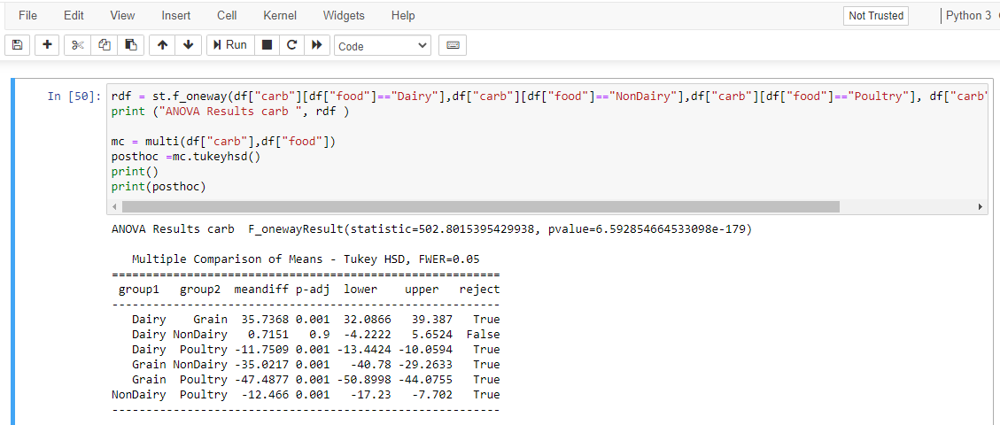 File Edit View Insert Cell Kernel Widgets Help Not Trusted Python 3
Run Code
In [50]: rdf = st.f_oneway(df["carb"][df["food"]=="Dairy"],df["carb"][df["food"]=="NonDairy"],df["carb"][df["food"]=="Poultry"], df["carb"
print ("ANOVA Results carb ", rdf )
mc = multi(df["carb"],df["food"])
posthoc =mc.tukeyhsd()
print()
print(posthoc)
ANOVA Results carb  F_onewayResult(statistic=502.8015395429938, pvalue=6.592854664533098e-179)
Multiple Comparison of Means - Tukey HSD, FWER=0.05
=========================================================
group1 group2 meandiff p-adj lower upper reject
---------------------------------------------------------
Dairy Grain 35.7368 0.001 32.0866 39.387 True
Dairy NonDairy 0.7151 0.9 -4.2222 5.6524 False
Dairy Poultry -11.7509 0.001 -13.4424 -10.0594 True
Grain NonDairy -35.0217 0.001 -40.78 -29.2633 True
Grain Poultry -47.4877 0.001 -50.8998 -44.0755 True
NonDairy Poultry -12.466 0.001 -17.23 -7.702 True
---------------------------------------------------------